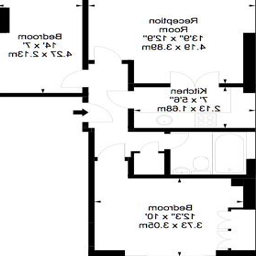 Reception
Room
13'9" x 12'9"
4.19 x 3.89m
Bedroom
14' x 7'
4.27 x 2.13m
Kitchen
7' x 5'6"
2.13 x 1.68m
Bedroom
12'3" x 10'
3.73 x 3.05m